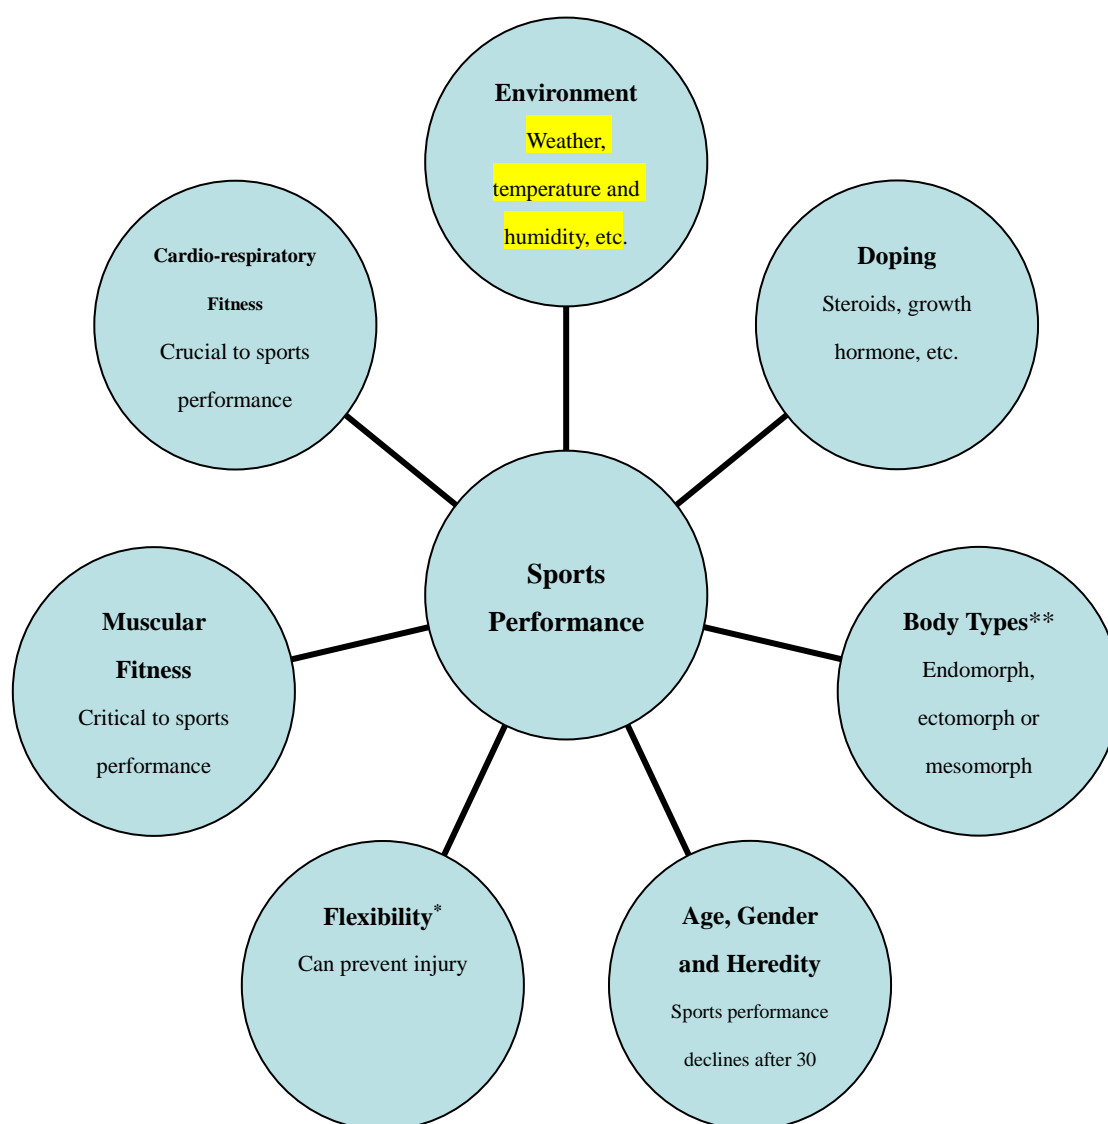 Environment
Weather,
temperature and
humidity, etc.
Cardio-respiratory
Fitness
Crucial to sports
performance
Doping
Steroids, growth
hormone, etc.
Sports
Performance
Muscular
Fitness
Critical to sports
performance
Body Types**
Endomorph,
ectomorph or
mesomorph
Flexibility*
Can prevent injury
Age, Gender
and Heredity
Sports performance
declines after 30